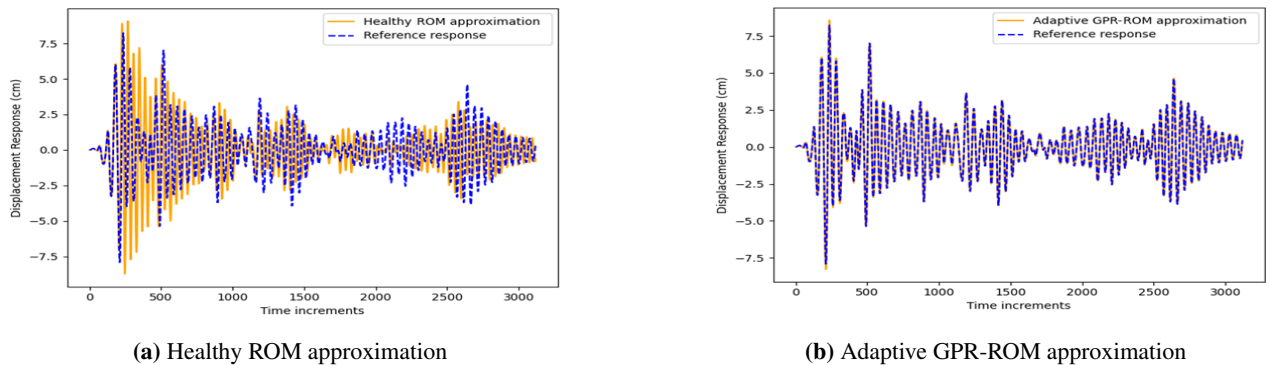 Healthy ROM approximation
Reference response
7.5
5.0
2.5
0.0
−2.5
−5.0
−7.5
Displacement Response (cm)
0 500 1000 1500 2000 2500 3000
Time increments
(a) Healthy ROM approximation
Adaptive GPR-ROM approximation
Reference response
7.5
5.0
2.5
0.0
−2.5
−5.0
−7.5
Displacement Response (cm)
0 500 1000 1500 2000 2500 3000
Time increments
(b) Adaptive GPR-ROM approximation